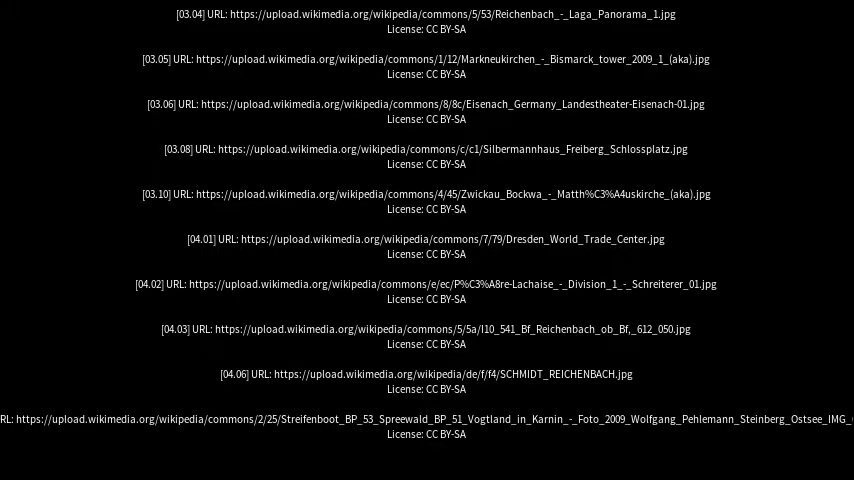 [03.04] URL: https://upload.wikimedia.org/wikipedia/commons/5/53/Reichenbach_-_Laga_Panorama_1.jpg
License: CC BY-SA
[03.05] URL: https://upload.wikimedia.org/wikipedia/commons/1/12/Markneukirchen_-_Bismarck_tower_2009_1_(aka).jpg
License: CC BY-SA
[03.06] URL: https://upload.wikimedia.org/wikipedia/commons/8/8c/Eisenach_Germany_Landestheater-Eisenach-01.jpg
License: CC BY-SA
[03.08] URL: https://upload.wikimedia.org/wikipedia/commons/c/c1/Silbermannhaus_Freiberg_Schlossplatz.jpg
License: CC BY-SA
[03.10] URL: https://upload.wikimedia.org/wikipedia/commons/4/45/Zwickau_Bockwa_-_Matth%C3%A4uskirche_(aka).jpg
License: CC BY-SA
[04.01] URL: https://upload.wikimedia.org/wikipedia/commons/7/79/Dresden_World_Trade_Center.jpg
License: CC BY-SA
[04.02] URL: https://upload.wikimedia.org/wikipedia/commons/e/ec/P%C3%A8re-Lachaise_-_Division_1_-_Schreiterer_01.jpg
License: CC BY-SA
[04.03] URL: https://upload.wikimedia.org/wikipedia/commons/5/5a/I10_541_Bf_Reichenbach_ob_Bf,_612_050.jpg
License: CC BY-SA
[04.06] URL: https://upload.wikimedia.org/wikipedia/de/f/f4/SCHMIDT_REICHENBACH.jpg
License: CC BY-SA
RL: https://upload.wikimedia.org/wikipedia/commons/2/25/Streifenboot_BP_53_Spreewald_BP_51_Vogtland_in_Karnin_-_Foto_2009_Wolfgang_Pehlemann_Steinberg_Ostsee_IMG_
License: CC BY-SA